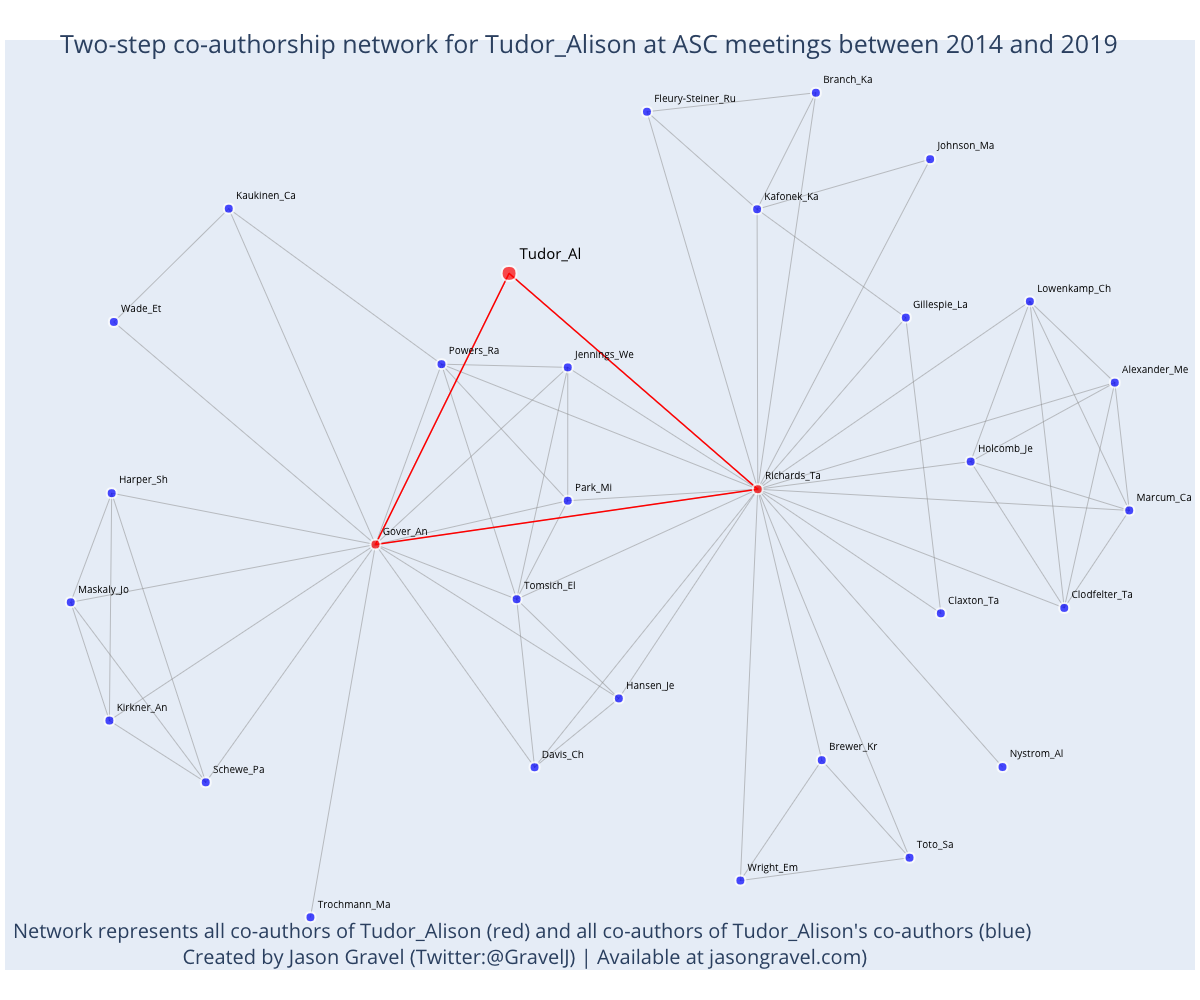 Two-step co-authorship network for Tudor_Alison at ASC meetings between 2014 and 2019
Branch_Ka
Fleury-Steiner_Ru
Johnson_Ma
Kaukinen_Ca
Kafonek_Ka
Tudor_Al
Lowenkamp_Ch
Wade_Et
Gillespie_La
Powers_Ra
Jennings_We
Alexander_Me
Holcomb_Je
Harper_Sh
Richards_Ta
Park_Mi
Marcum_Ca
Gover_An
Maskaly_Jo
Tomsich_El
Claxton_Ta
Clodfelter_Ta
Hansen_Je
Kirkner_An
Brewer_Kr
Davis_Ch
Nystrom_Al
Schewe_Pa
Toto_Sa
Wright_Em
Trochmann_Ma
Network represents all co-authors of Tudor_Alison (red) and all co-authors of Tudor_Alison's co-authors (blue)
Created by Jason Gravel (Twitter:@GravelJ) | Available at jasongravel.com)